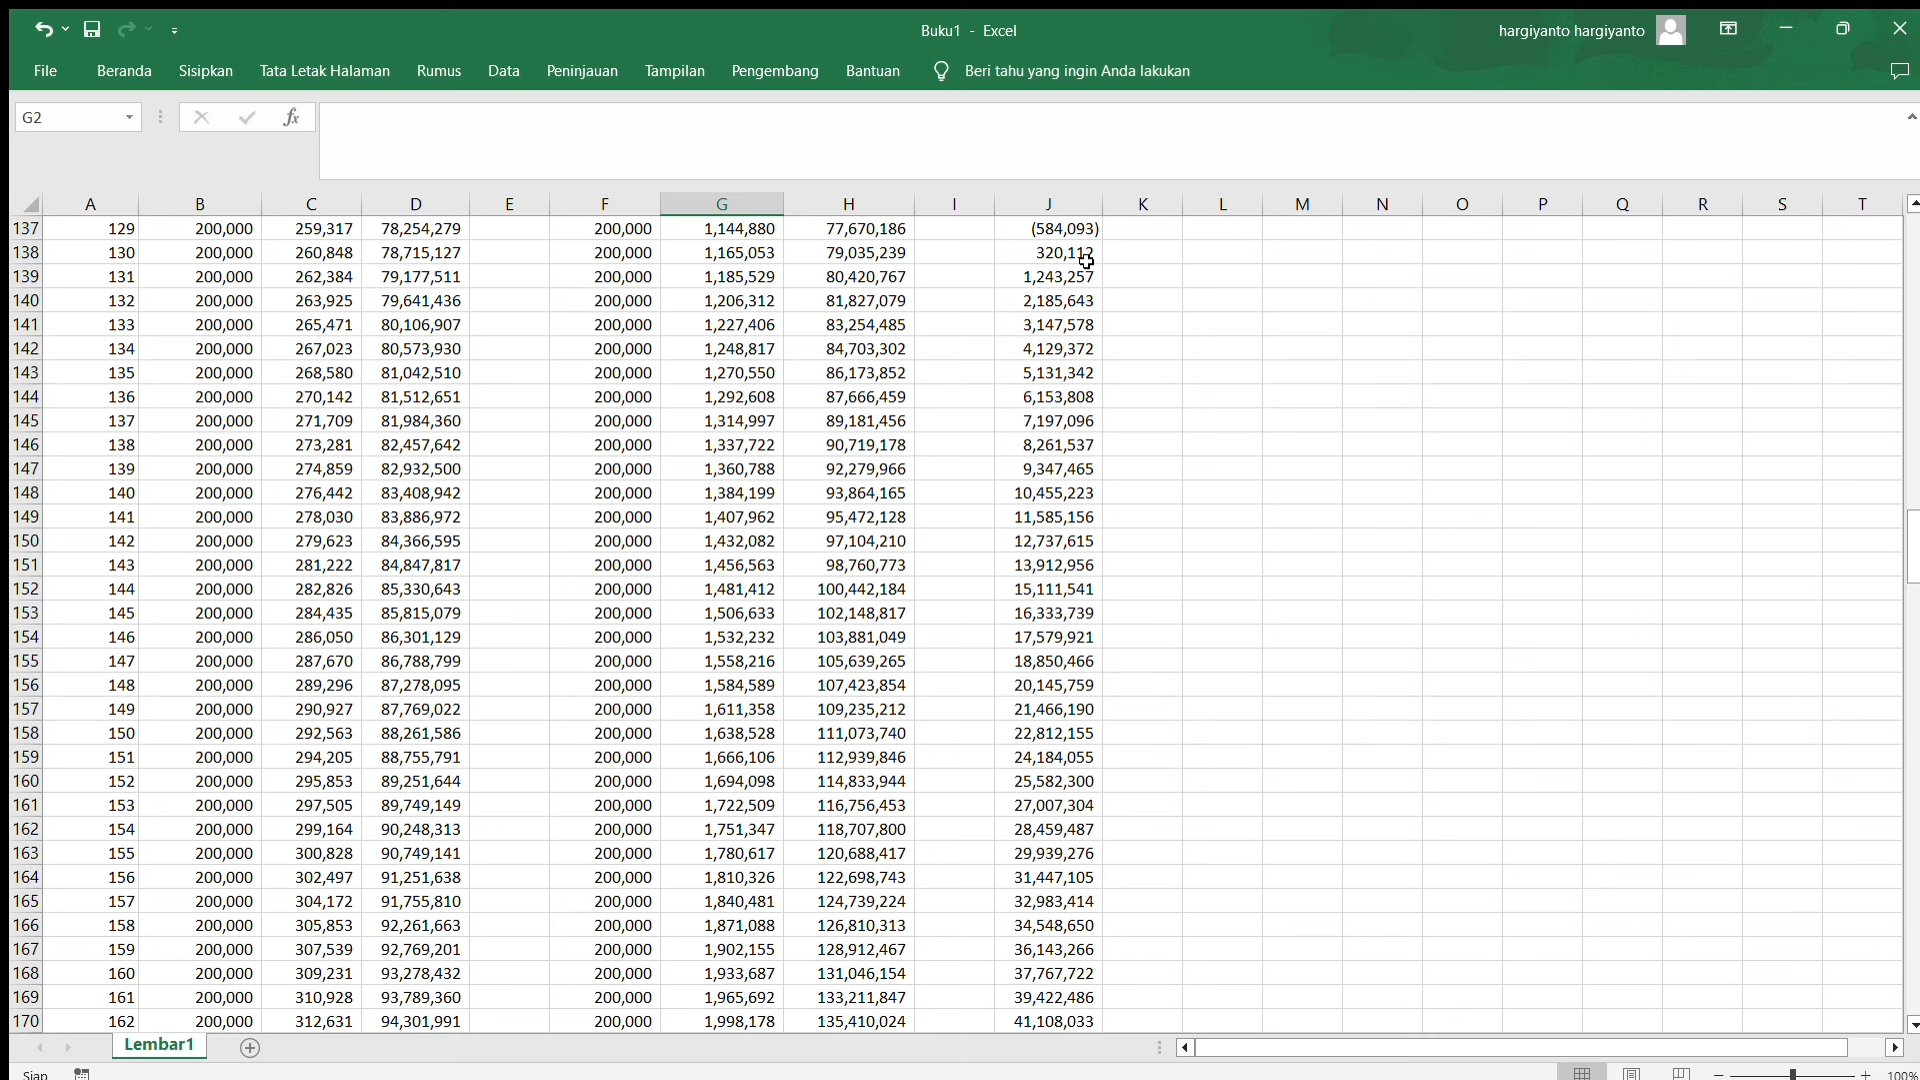 Buku1 - Excel
hargiyanto hargiyanto
File Beranda Sisipkan Tata Letak Halaman Rumus Data Peninjauan Tampilan Pengembang Bantuan Beri tahu yang ingin Anda lakukan
G2 fx
A B C D E F G H I J K L M N O P Q R S T
137 129 200,000 259,317 78,254,279 200,000 1,144,880 77,670,186 (584,093)
138 130 200,000 260,848 78,715,127 200,000 1,165,053 79,035,239 320,112
139 131 200,000 262,384 79,177,511 200,000 1,185,529 80,420,767 1,243,257
140 132 200,000 263,925 79,641,436 200,000 1,206,312 81,827,079 2,185,643
141 133 200,000 265,471 80,106,907 200,000 1,227,406 83,254,485 3,147,578
142 134 200,000 267,023 80,573,930 200,000 1,248,817 84,703,302 4,129,372
143 135 200,000 268,580 81,042,510 200,000 1,270,550 86,173,852 5,131,342
144 136 200,000 270,142 81,512,651 200,000 1,292,608 87,666,459 6,153,808
145 137 200,000 271,709 81,984,360 200,000 1,314,997 89,181,456 7,197,096
146 138 200,000 273,281 82,457,642 200,000 1,337,722 90,719,178 8,261,537
147 139 200,000 274,859 82,932,500 200,000 1,360,788 92,279,966 9,347,465
148 140 200,000 276,442 83,408,942 200,000 1,384,199 93,864,165 10,455,223
149 141 200,000 278,030 83,886,972 200,000 1,407,962 95,472,128 11,585,156
150 142 200,000 279,623 84,366,595 200,000 1,432,082 97,104,210 12,737,615
151 143 200,000 281,222 84,847,817 200,000 1,456,563 98,760,773 13,912,956
152 144 200,000 282,826 85,330,643 200,000 1,481,412 100,442,184 15,111,541
153 145 200,000 284,435 85,815,079 200,000 1,506,633 102,148,817 16,333,739
154 146 200,000 286,050 86,301,129 200,000 1,532,232 103,881,049 17,579,921
155 147 200,000 287,670 86,788,799 200,000 1,558,216 105,639,265 18,850,466
156 148 200,000 289,296 87,278,095 200,000 1,584,589 107,423,854 20,145,759
157 149 200,000 290,927 87,769,022 200,000 1,611,358 109,235,212 21,466,190
158 150 200,000 292,563 88,261,586 200,000 1,638,528 111,073,740 22,812,155
159 151 200,000 294,205 88,755,791 200,000 1,666,106 112,939,846 24,184,055
160 152 200,000 295,853 89,251,644 200,000 1,694,098 114,833,944 25,582,300
161 153 200,000 297,505 89,749,149 200,000 1,722,509 116,756,453 27,007,304
162 154 200,000 299,164 90,248,313 200,000 1,751,347 118,707,800 28,459,487
163 155 200,000 300,828 90,749,141 200,000 1,780,617 120,688,417 29,939,276
164 156 200,000 302,497 91,251,638 200,000 1,810,326 122,698,743 31,447,105
165 157 200,000 304,172 91,755,810 200,000 1,840,481 124,739,224 32,983,414
166 158 200,000 305,853 92,261,663 200,000 1,871,088 126,810,313 34,548,650
167 159 200,000 307,539 92,769,201 200,000 1,902,155 128,912,467 36,143,266
168 160 200,000 309,231 93,278,432 200,000 1,933,687 131,046,154 37,767,722
169 161 200,000 310,928 93,789,360 200,000 1,965,692 133,211,847 39,422,486
170 162 200,000 312,631 94,301,991 200,000 1,998,178 135,410,024 41,108,033
Lembar1
Siap 100%